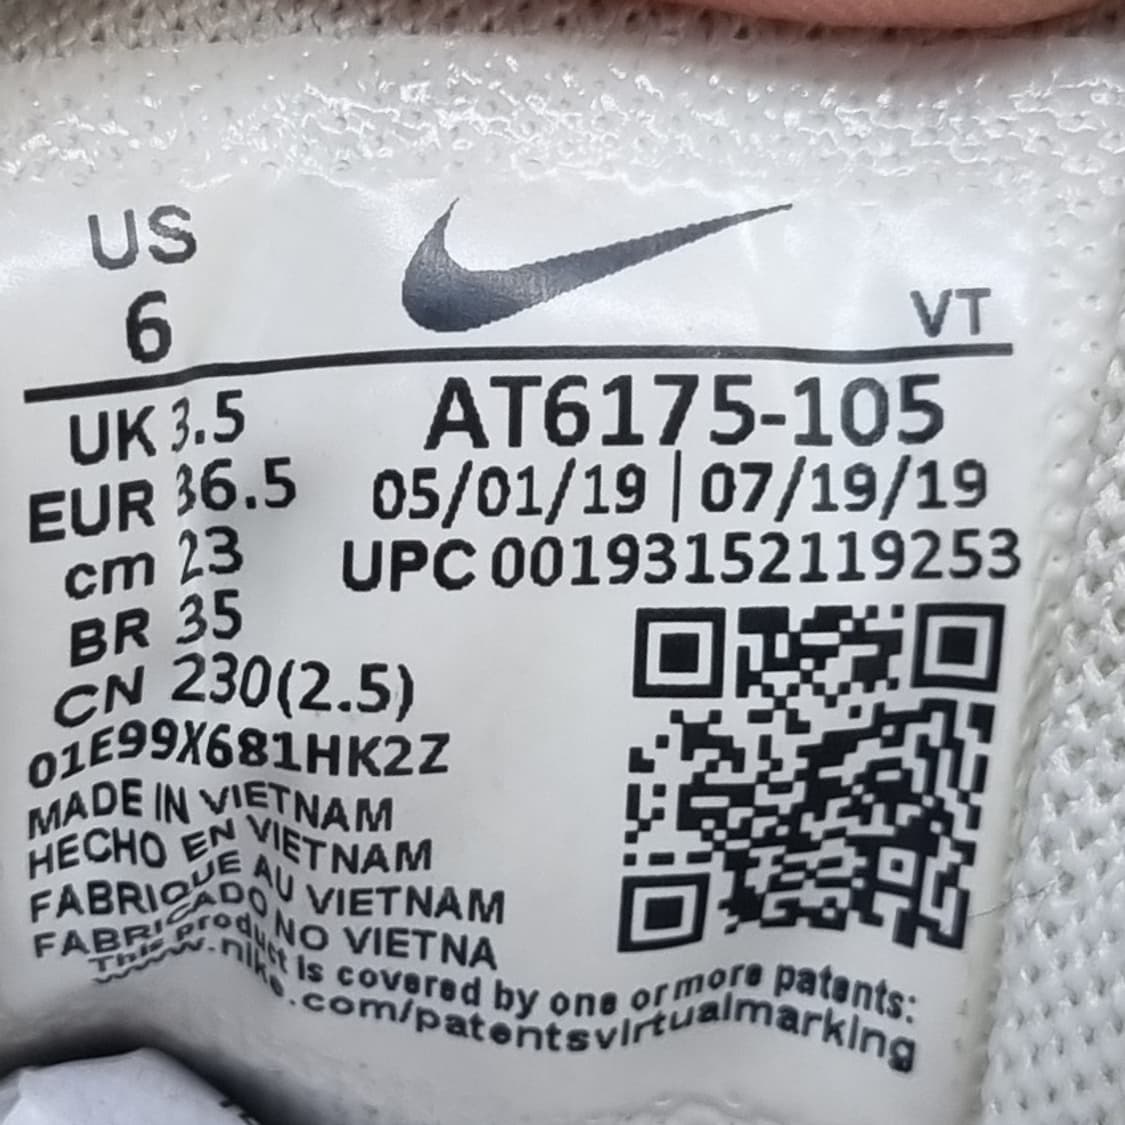 US
6
VT
UK 3.5
EUR 36.5
cm 23
BR 35
CN 230(2.5)
AT6175-105
05/01/19 | 07/19/19
UPC 00193152119253
01E99X681HK2Z
MADE IN VIETNAM
HECHO EN VIETNAM
FABRIQUE AU VIETNAM
FABRICADO NO VIETNA
This product is covered by one or more patents:
www.nike.com/patentsvirtualmarking